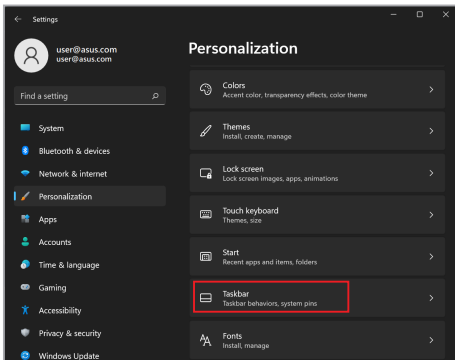 Settings
user@asus.com
user@asus.com
Find a setting
System
Bluetooth & devices
Network & internet
Personalization
Apps
Accounts
Time & language
Gaming
Accessibility
Privacy & security
Windows Update
Personalization
Colors
Accent color, transparency effects, color theme
Themes
Install, create, manage
Lock screen
Lock screen images, apps, animations
Touch keyboard
Themes, size
Start
Recent apps and items, folders
Taskbar
Taskbar behaviors, system pins
Fonts
Install, manage